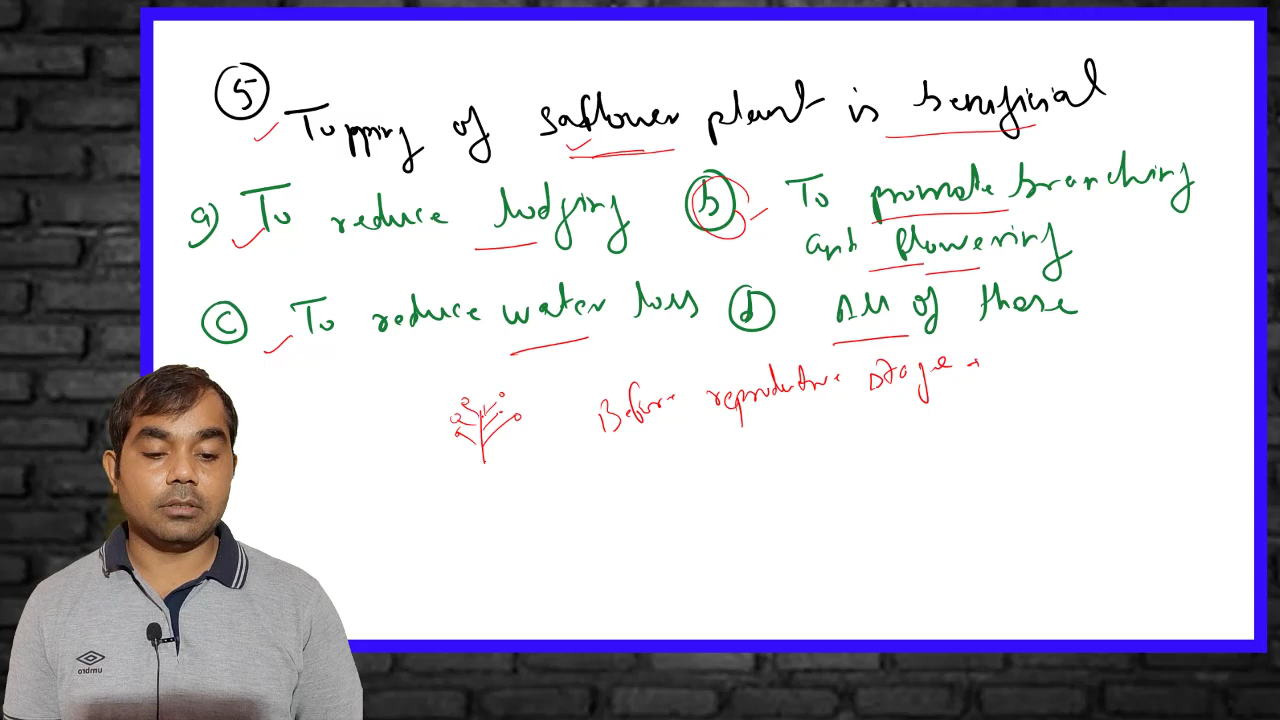 5 Topping of safflower plant is beneficial
a) To reduce lodging b To promote branching
and flowering
c To reduce water loss d All of these
Before reproductive stage
umbro